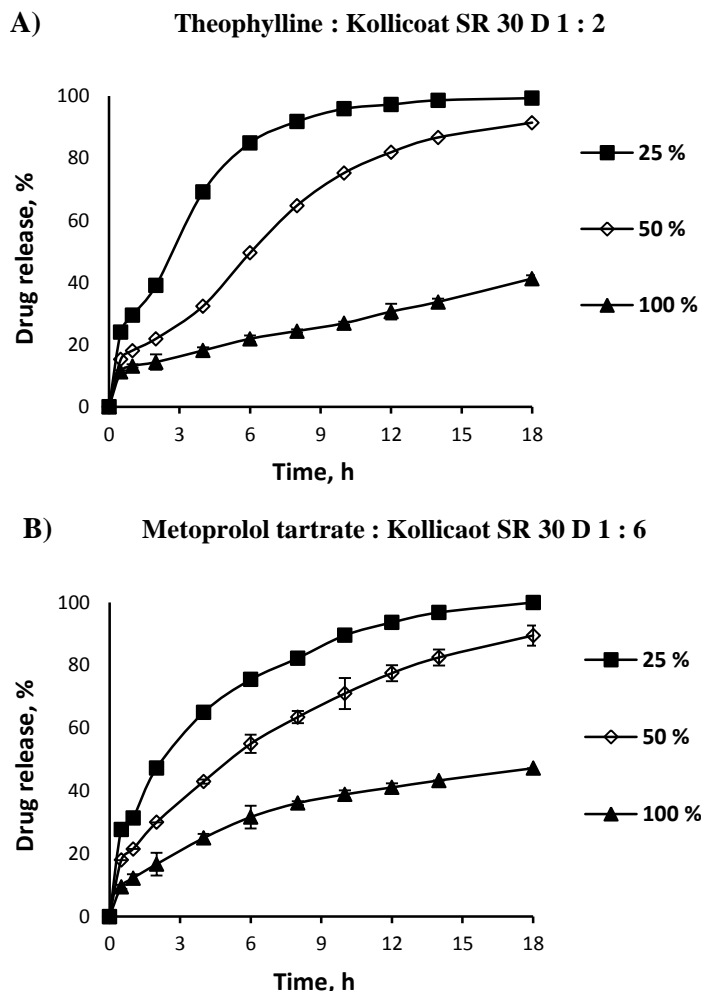 A) Theophylline : Kollicoat SR 30 D 1 : 2
100
80
60
40
20
0
Drug release, %
0 3 6 9 12 15 18
Time, h
25 %
50 %
100 %
B) Metoprolol tartrate : Kollicaot SR 30 D 1 : 6
100
80
60
40
20
0
Drug release, %
0 3 6 9 12 15 18
Time, h
25 %
50 %
100 %